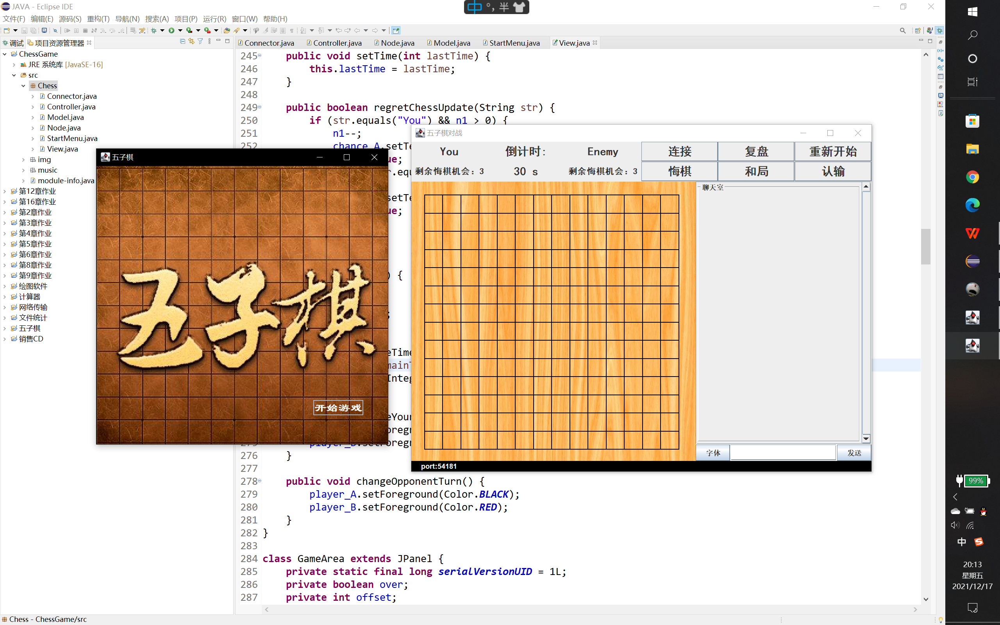 JAVA - Eclipse IDE
中 °, 半
文件(F) 编辑(E) 源码(S) 重构(T) 导航(N) 搜索(A) 项目(P) 运行(R) 窗口(W) 帮助(H)
调试 项目资源管理器
ChessGame
JRE 系统库 [JavaSE-16]
src
Chess
Connector.java
Controller.java
Model.java
Node.java
StartMenu.java
View.java
img
music
module-info.java
第12章作业
第16章作业
第2章作业
第3章作业
第4章作业
第5章作业
第6章作业
第8章作业
第9章作业
绘图软件
计算器
网络传输
文件统计
五子棋
销售CD
Connector.java Controller.java Node.java Model.java StartMenu.java View.java
245 public void setTime(int lastTime) {
246 this.lastTime = lastTime;
247 }
248
249 public boolean regretChessUpdate(String str) {
250 if (str.equals("You") && n1 > 0) {
251 n1--;
252 chance_A.setTe
ue;
r.equ
setTe
ue;
) {
;
eTime
mainT
Integ
eYour
oregr
275 player_B.setForegr
276 }
277
278 public void changeOpponentTurn() {
279 player_A.setForeground(Color.BLACK);
280 player_B.setForeground(Color.RED);
281 }
282 }
283
284 class GameArea extends JPanel {
285 private static final long serialVersionUID = 1L;
286 private boolean over;
287 private int offset;
五子棋
五子棋
开始游戏
五子棋对战
You 倒计时: Enemy 连接 复盘 重新开始
剩余悔棋机会: 3 30 s 剩余悔棋机会: 3 悔棋 和局 认输
聊天室
字体 发送
port:54181
Chess - ChessGame/src
99%
中
20:13
星期五
2021/12/17